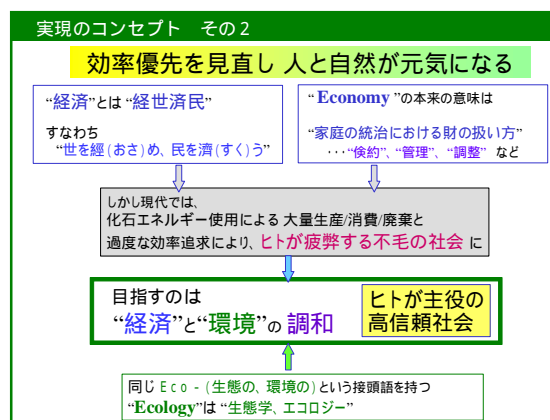 実現のコンセプト その2
効率優先を見直し 人と自然が元気になる
“経済”とは “経世済民”
すなわち
“世を經(おさ)め、民を濟(すく)う”
“Economy ”の本来の意味は
“家庭の統治における財の扱い方”
・・・“倹約”、“管理”、“調整” など
しかし現代では、
化石エネルギー使用による 大量生産/消費/廃棄と
過度な効率追求により、ヒトが疲弊する不毛の社会 に
目指すのは
“経済”と“環境”の 調和
ヒトが主役の
高信頼社会
同じ Eco - (生態の、環境の) という接頭語を持つ
“Ecology”は “生態学、エコロジー”